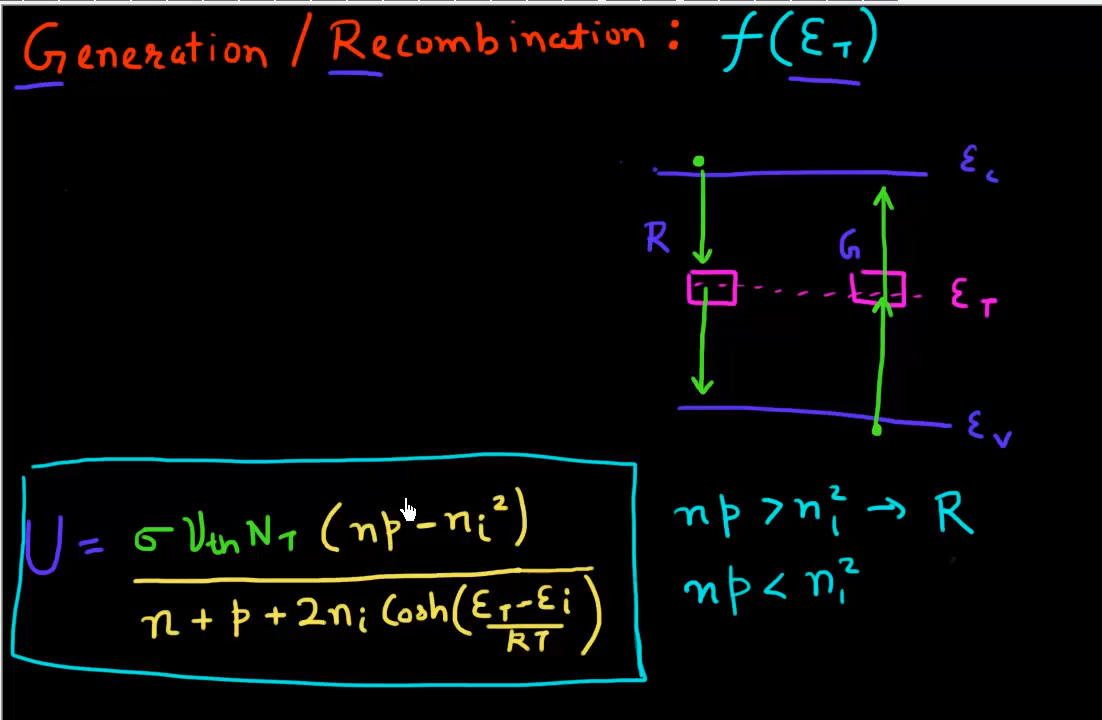 Generation / Recombination : f(ε_T)
ε_c
R
G
ε_T
ε_v
U = σ v_th N_T (np - n_i²)
n + p + 2n_i Cosh(ε_T - ε_i
kT)
np > n_i² → R
np < n_i²